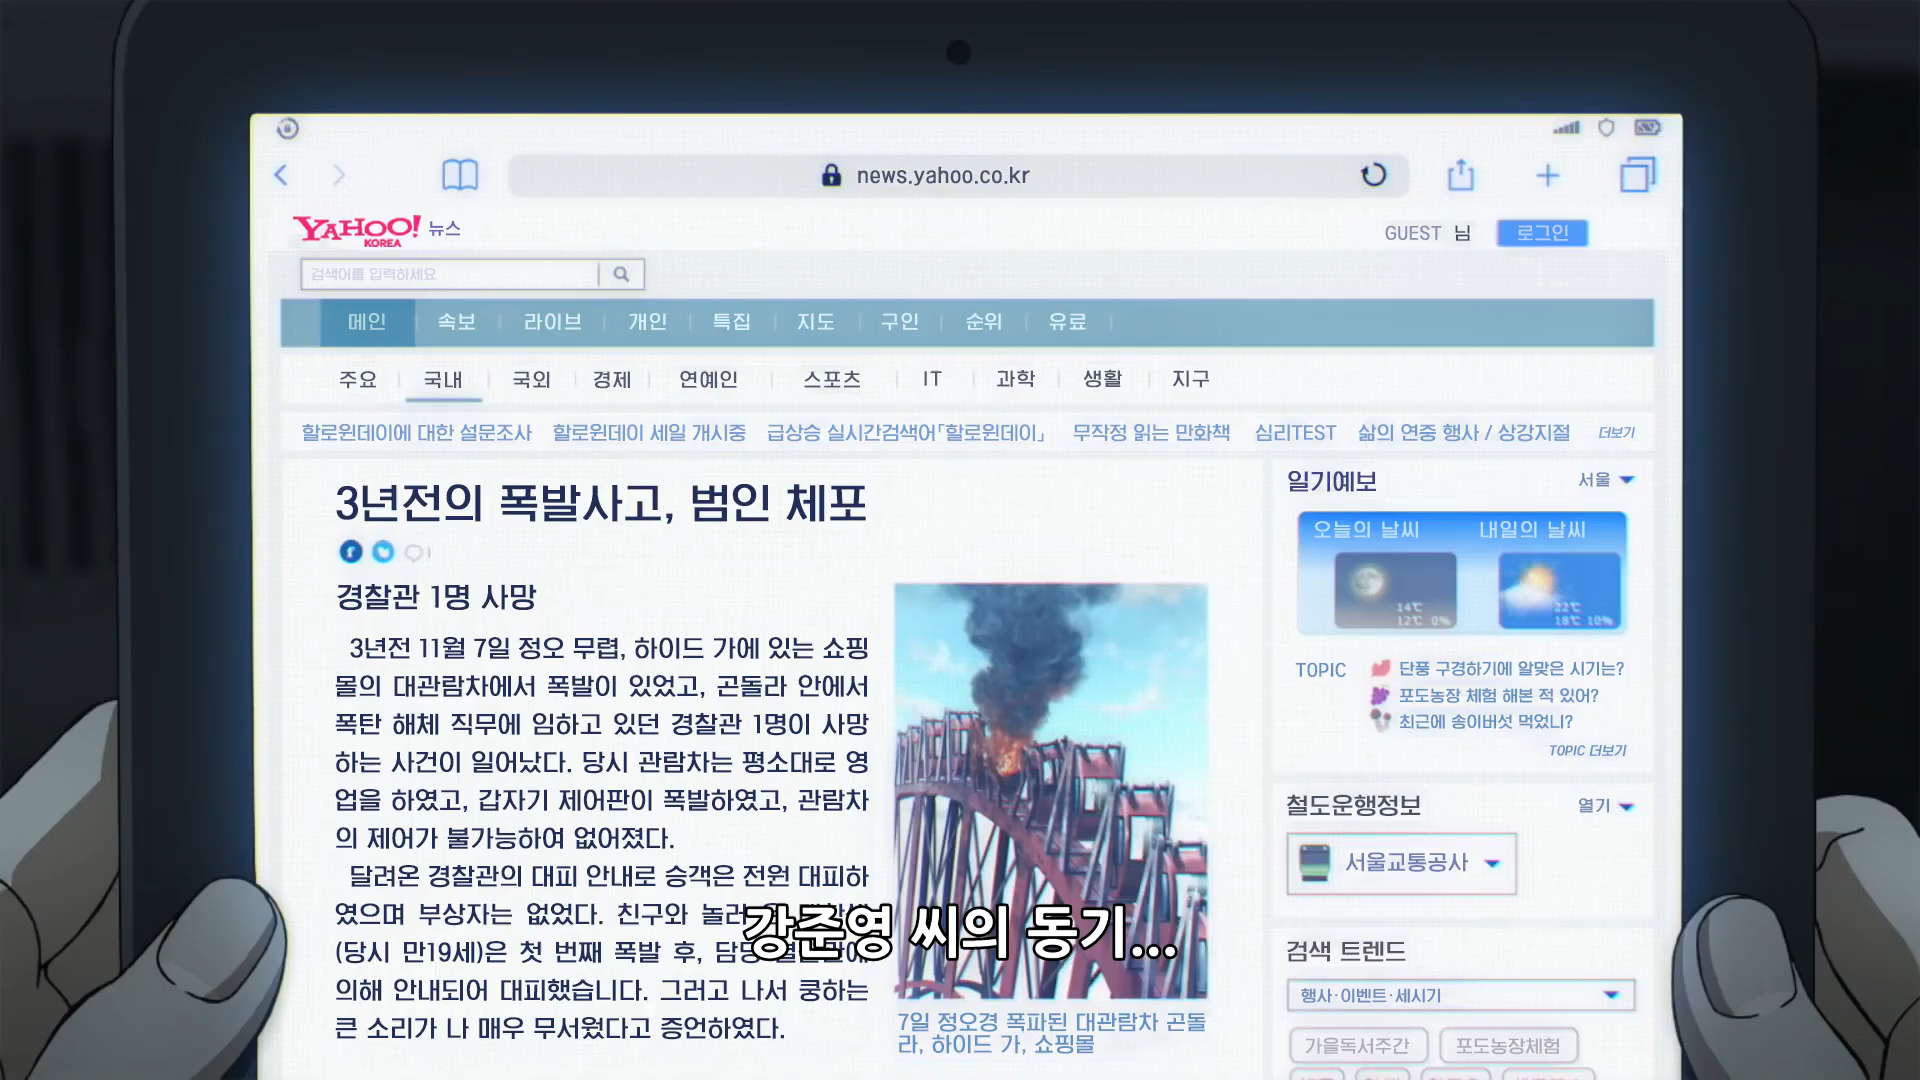 news.yahoo.co.kr
YAHOO! KOREA 뉴스
GUEST 님 로그인
검색어를 입력하세요
메인 속보 라이브 개인 특집 지도 구인 순위 유료
주요 국내 국외 경제 연예인 스포츠 IT 과학 생활 지구
할로윈데이에 대한 설문조사 할로윈데이 세일 개시중 급상승 실시간검색어「할로윈데이」 무작정 읽는 만화책 심리TEST 삶의 연중 행사 / 상강지절 더보기
3년전의 폭발사고, 범인 체포
경찰관 1명 사망
3년전 11월 7일 정오 무렵, 하이드 가에 있는 쇼핑
몰의 대관람차에서 폭발이 있었고, 곤돌라 안에서
폭탄 해체 직무에 임하고 있던 경찰관 1명이 사망
하는 사건이 일어났다. 당시 관람차는 평소대로 영
업을 하였고, 갑자기 제어판이 폭발하였고, 관람차
의 제어가 불가능하여 없어졌다.
달려온 경찰관의 대피 안내로 승객은 전원 대피하
였으며 부상자는 없었다. 친구와 놀러
(당시 만19세)은 첫 번째 폭발 후,
의해 안내되어 대피했습니다. 그러고 나서 쿵하는
큰 소리가 나 매우 무서웠다고 증언하였다.
7일 정오경 폭파된 대관람차 곤돌
라, 하이드 가, 쇼핑몰
강준영 씨의 동기...
일기예보 서울
오늘의 날씨 내일의 날씨
14℃
12℃ 0%
22℃
18℃ 10%
TOPIC 단풍 구경하기에 알맞은 시기는?
포도농장 체험 해본 적 있어?
최근에 송이버섯 먹었니?
TOPIC 더보기
철도운행정보 열기
서울교통공사
검색 트렌드
행사·이벤트·세시기
가을독서주간 포도농장체험